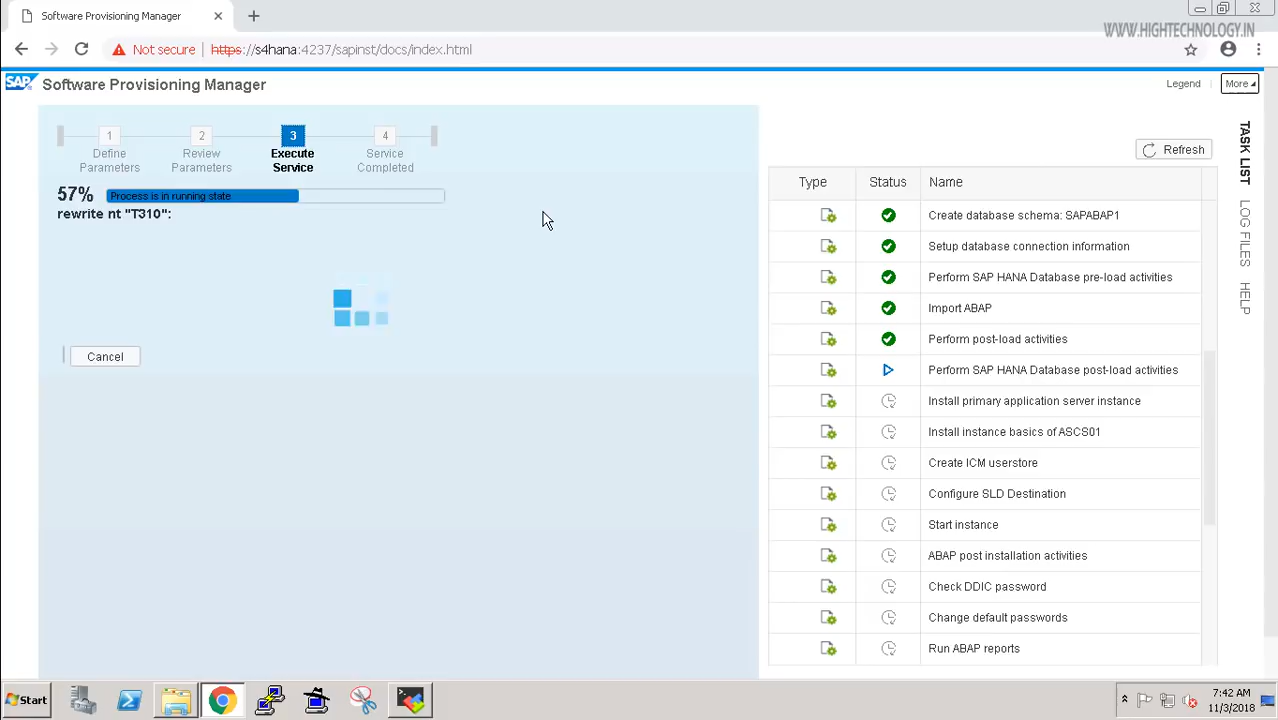 Software Provisioning Manager
WWW.HIGHTECHNOLOGY.IN
Not secure https://s4hana:4237/sapinst/docs/index.html
SAP Software Provisioning Manager
Legend More
1 2 3 4
Define Parameters
Review Parameters
Execute Service
Service Completed
57% Process is in running state
rewrite nt "T310":
Cancel
Refresh
Type Status Name
Create database schema: SAPABAP1
Setup database connection information
Perform SAP HANA Database pre-load activities
Import ABAP
Perform post-load activities
Perform SAP HANA Database post-load activities
Install primary application server instance
Install instance basics of ASCS01
Create ICM userstore
Configure SLD Destination
Start instance
ABAP post installation activities
Check DDIC password
Change default passwords
Run ABAP reports
TASK LIST
LOG FILES
HELP
Start
7:42 AM
11/3/2018